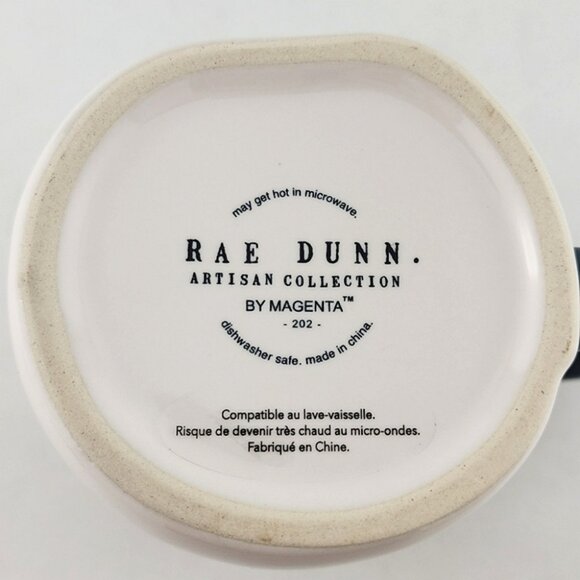 may get hot in microwave.
RAE DUNN.
ARTISAN COLLECTION
BY MAGENTA™
- 202 -
dishwasher safe. made in china.
Compatible au lave-vaisselle.
Risque de devenir très chaud au micro-ondes.
Fabriqué en Chine.